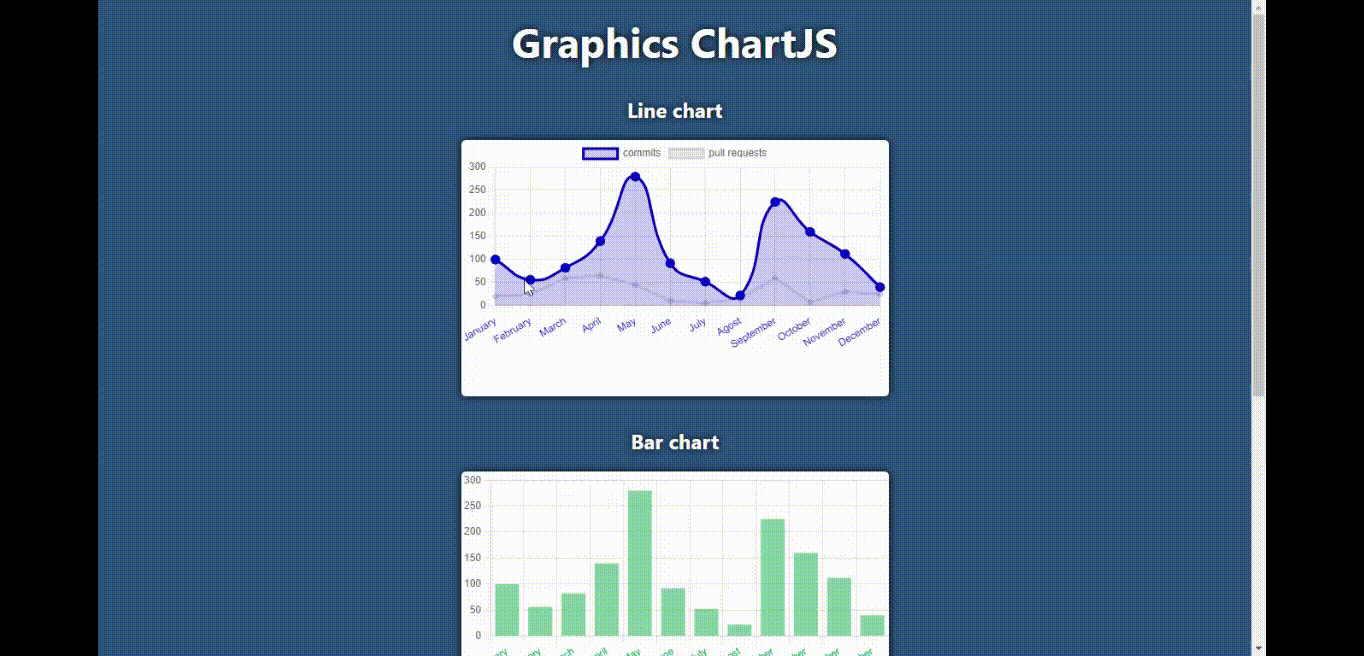 Graphics ChartJS
Line chart
commits pull requests
300
250
200
150
100
50
0
January February March April May June July Agost September October November December
Bar chart
300
250
200
150
100
50
0